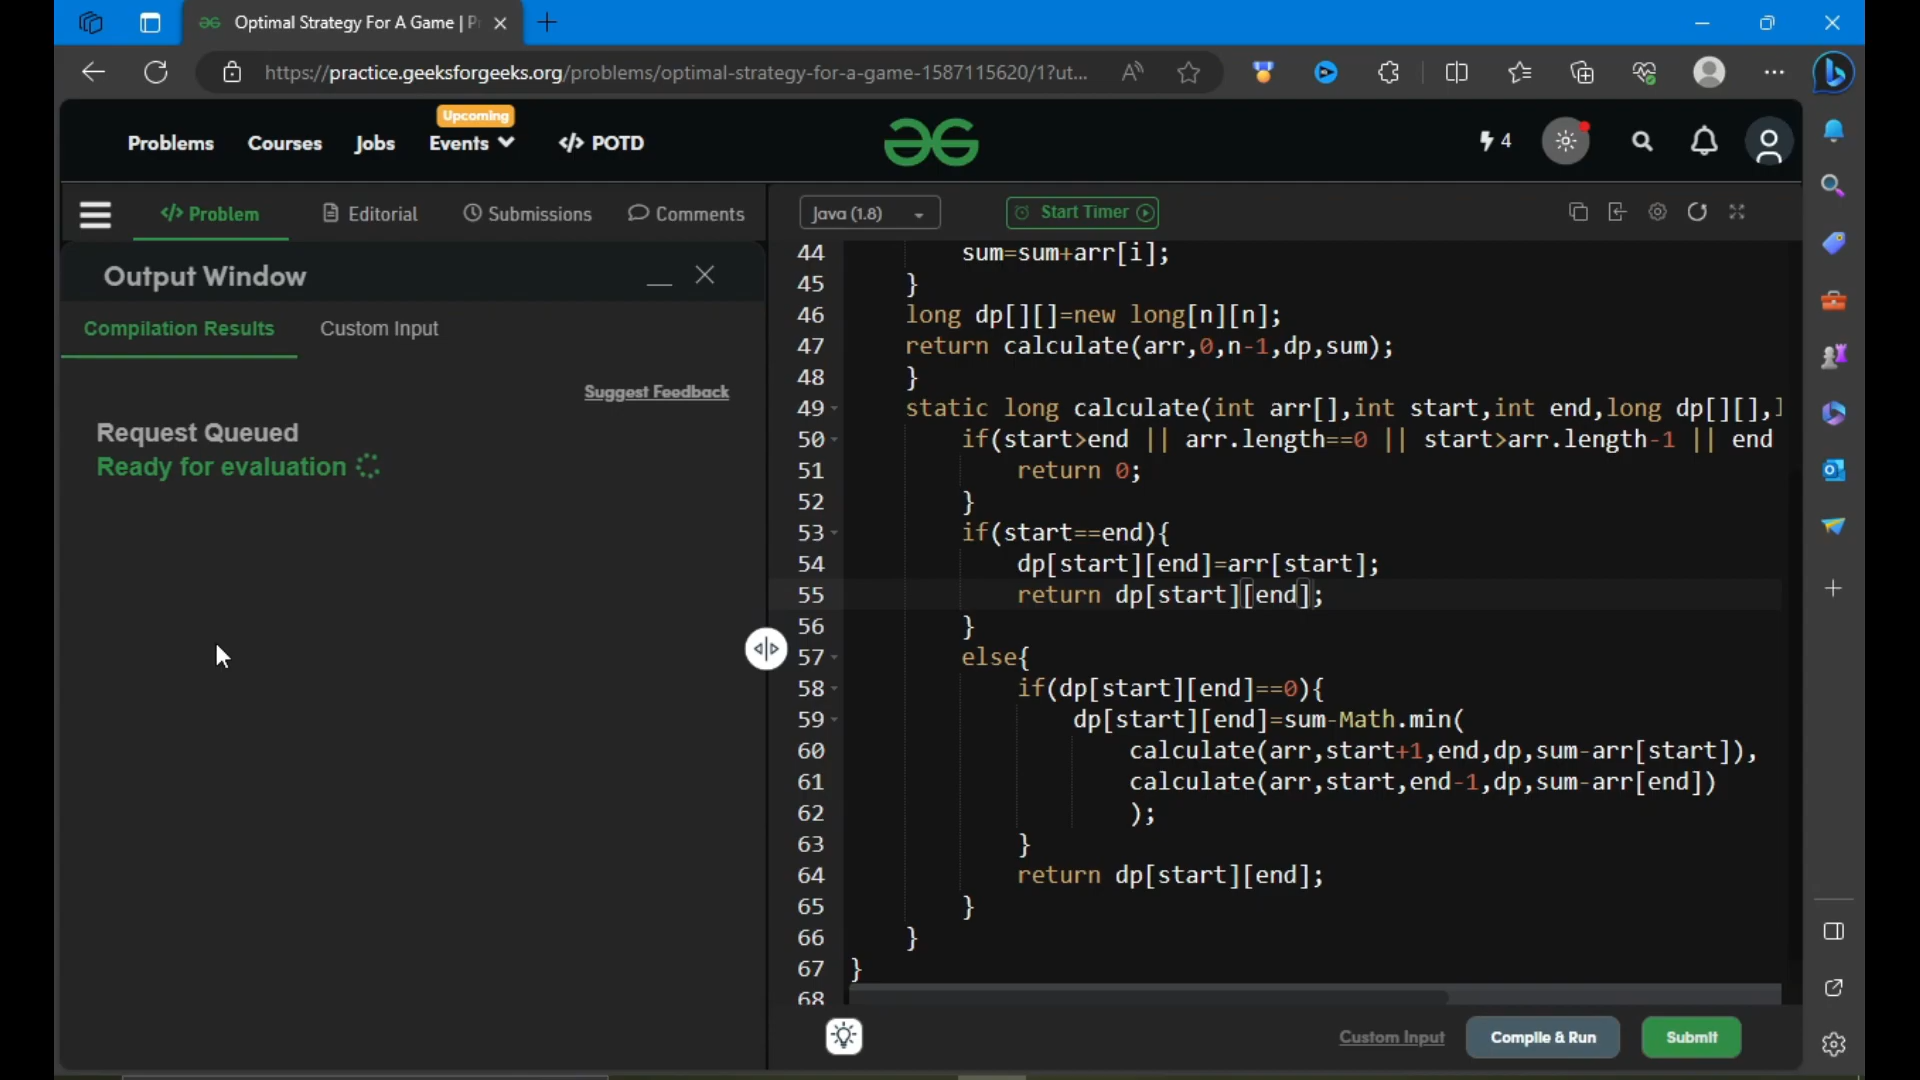 Optimal Strategy For A Game | P
https://practice.geeksforgeeks.org/problems/optimal-strategy-for-a-game-1587115620/1?ut...
Upcoming
Problems Courses Jobs Events </> POTD
4
</> Problem Editorial Submissions Comments
Java (1.8) Start Timer
Output Window
Compilation Results Custom Input
Suggest Feedback
Request Queued
Ready for evaluation
44 sum=sum+arr[i];
45 }
46 long dp[][]=new long[n][n];
47 return calculate(arr,0,n-1,dp,sum);
48 }
49 static long calculate(int arr[],int start,int end,long dp[][],l
50 if(start>end || arr.length==0 || start>arr.length-1 || end
51 return 0;
52 }
53 if(start==end){
54 dp[start][end]=arr[start];
55 return dp[start][end];
56 }
57 else{
58 if(dp[start][end]==0){
59 dp[start][end]=sum-Math.min(
60 calculate(arr,start+1,end,dp,sum-arr[start]),
61 calculate(arr,start,end-1,dp,sum-arr[end])
62 );
63 }
64 return dp[start][end];
65 }
66 }
67 }
68
Custom Input Compile & Run Submit